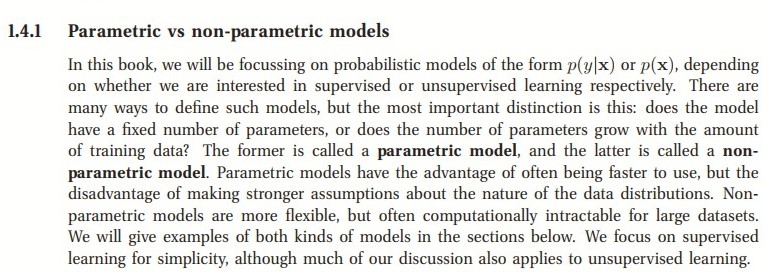 1.4.1 Parametric vs non-parametric models
In this book, we will be focussing on probabilistic models of the form p(y|x) or p(x), depending
on whether we are interested in supervised or unsupervised learning respectively. There are
many ways to define such models, but the most important distinction is this: does the model
have a fixed number of parameters, or does the number of parameters grow with the amount
of training data? The former is called a parametric model, and the latter is called a non-
parametric model. Parametric models have the advantage of often being faster to use, but the
disadvantage of making stronger assumptions about the nature of the data distributions. Non-
parametric models are more flexible, but often computationally intractable for large datasets.
We will give examples of both kinds of models in the sections below. We focus on supervised
learning for simplicity, although much of our discussion also applies to unsupervised learning.